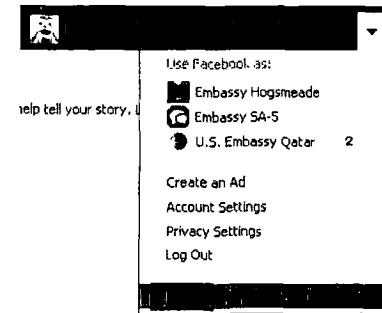 Use Facebook as:
Embassy Hogsmeade
help tell your story,
Embassy SA-5
U.S. Embassy Qatar 2
Create an Ad
Account Settings
Privacy Settings
Log Out